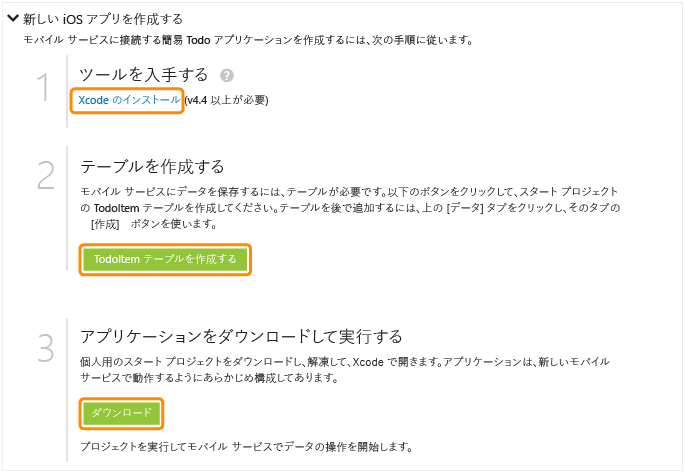 新しい iOS アプリを作成する
モバイル サービスに接続する簡易 Todo アプリケーションを作成するには、次の手順に従います。
1
ツールを入手する ?
Xcode のインストール (v4.4 以上が必要)
2
テーブルを作成する
モバイル サービスにデータを保存するには、テーブルが必要です。以下のボタンをクリックして、スタート プロジェクト
の TodoItem テーブルを作成してください。テーブルを後で追加するには、上の [データ] タブをクリックし、そのタブの
[作成] ボタンを使います。
TodoItem テーブルを作成する
3
アプリケーションをダウンロードして実行する
個人用のスタート プロジェクトをダウンロードし、解凍して、Xcode で開きます。アプリケーションは、新しいモバイル
サービスで動作するようにあらかじめ構成してあります。
ダウンロード
プロジェクトを実行してモバイル サービスでデータの操作を開始します。